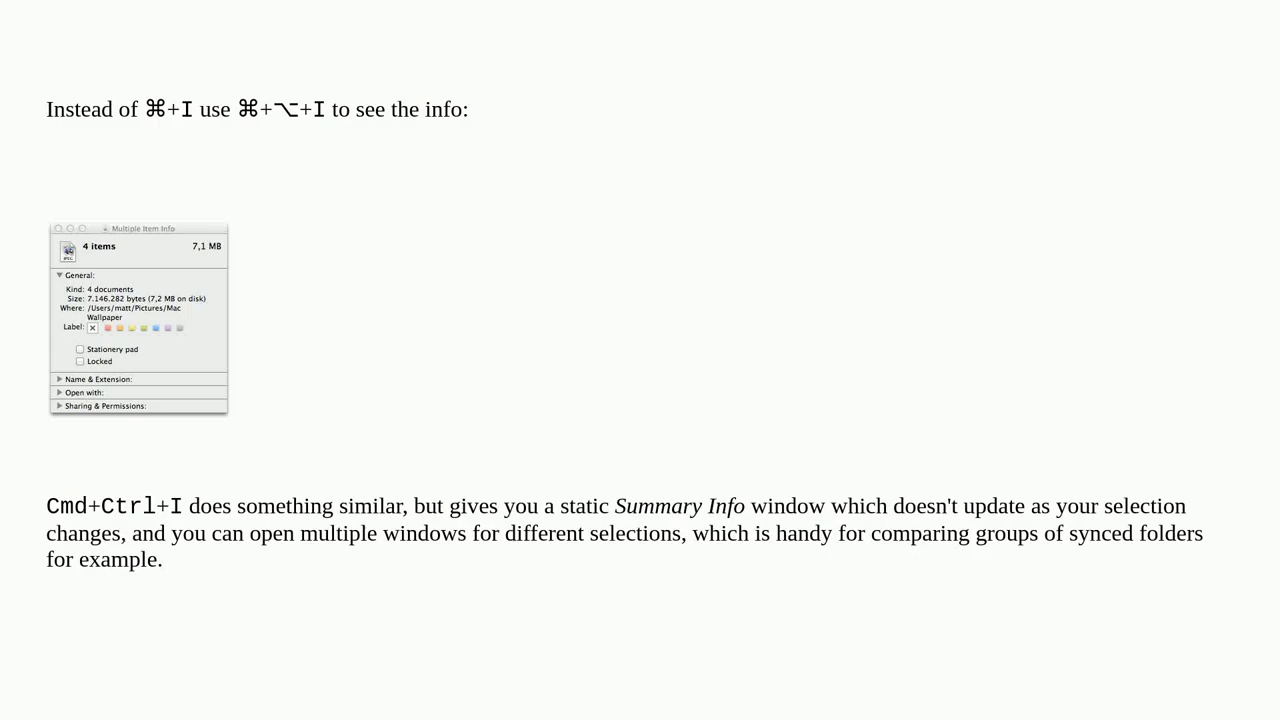 Instead of ⌘+I use ⌘+⌥+I to see the info:
Multiple Item Info
4 items 7,1 MB
JPEG
General:
Kind: 4 documents
Size: 7.146.282 bytes (7,2 MB on disk)
Where: /Users/matt/Pictures/Mac
Wallpaper
Label:
Stationery pad
Locked
Name & Extension:
Open with:
Sharing & Permissions:
Cmd+Ctrl+I does something similar, but gives you a static Summary Info window which doesn't update as your selection
changes, and you can open multiple windows for different selections, which is handy for comparing groups of synced folders
for example.